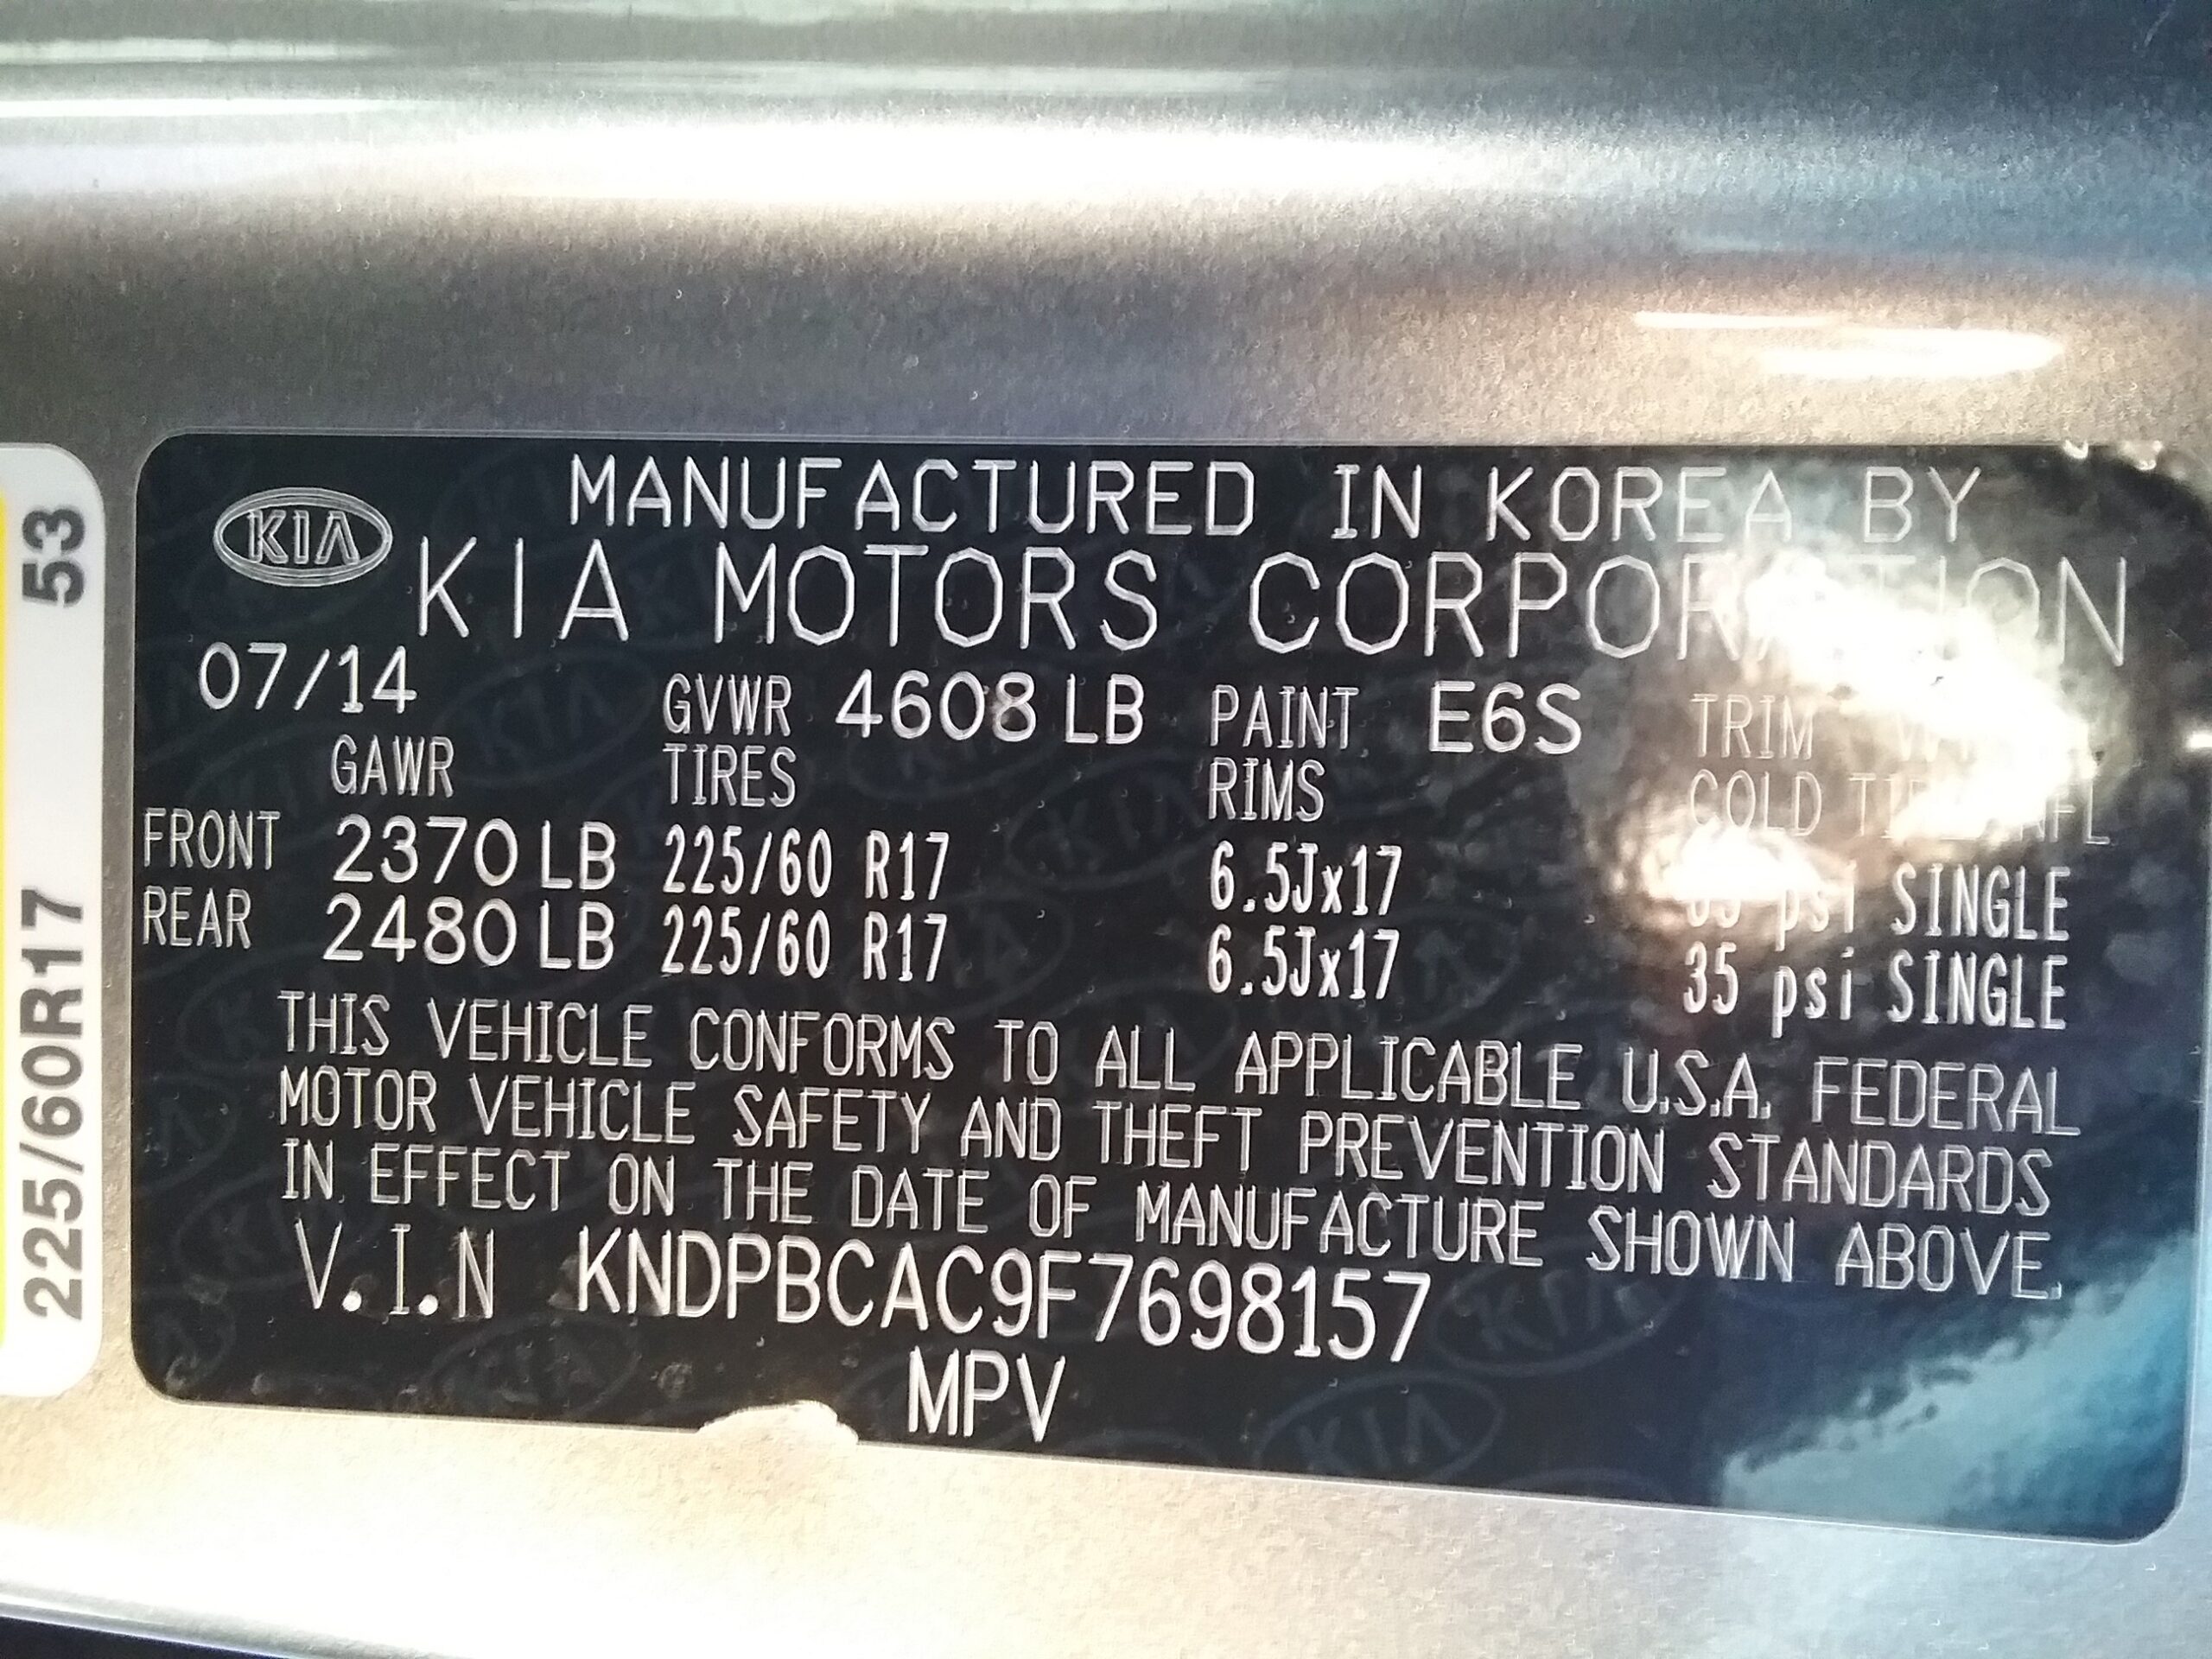 MANUFACTURED IN KOREA BY
KIA
KIA MOTORS CORPORATION
07/14 GVWR 4608 LB PAINT E6S TRIM
GAWR TIRES RIMS COLD
FRONT 2370 LB 225/60 R17 6.5Jx17 psi SINGLE
REAR 2480 LB 225/60 R17 6.5Jx17 35 psi SINGLE
THIS VEHICLE CONFORMS TO ALL APPLICABLE U.S.A. FEDERAL
MOTOR VEHICLE SAFETY AND THEFT PREVENTION STANDARDS
IN EFFECT ON THE DATE OF MANUFACTURE SHOWN ABOVE.
V.I.N KNDPBCAC9F7698157
MPV
225/60R17 53